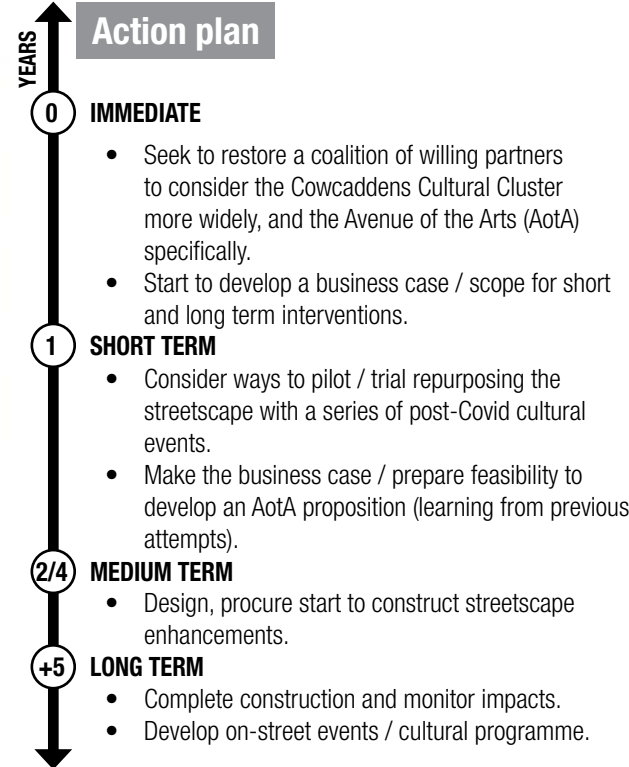 Action plan
YEARS
0
IMMEDIATE
• Seek to restore a coalition of willing partners
to consider the Cowcaddens Cultural Cluster
more widely, and the Avenue of the Arts (AotA)
specifically.
• Start to develop a business case / scope for short
and long term interventions.
1
SHORT TERM
• Consider ways to pilot / trial repurposing the
streetscape with a series of post-Covid cultural
events.
• Make the business case / prepare feasibility to
develop an AotA proposition (learning from previous
attempts).
2/4
MEDIUM TERM
• Design, procure start to construct streetscape
enhancements.
+5
LONG TERM
• Complete construction and monitor impacts.
• Develop on-street events / cultural programme.